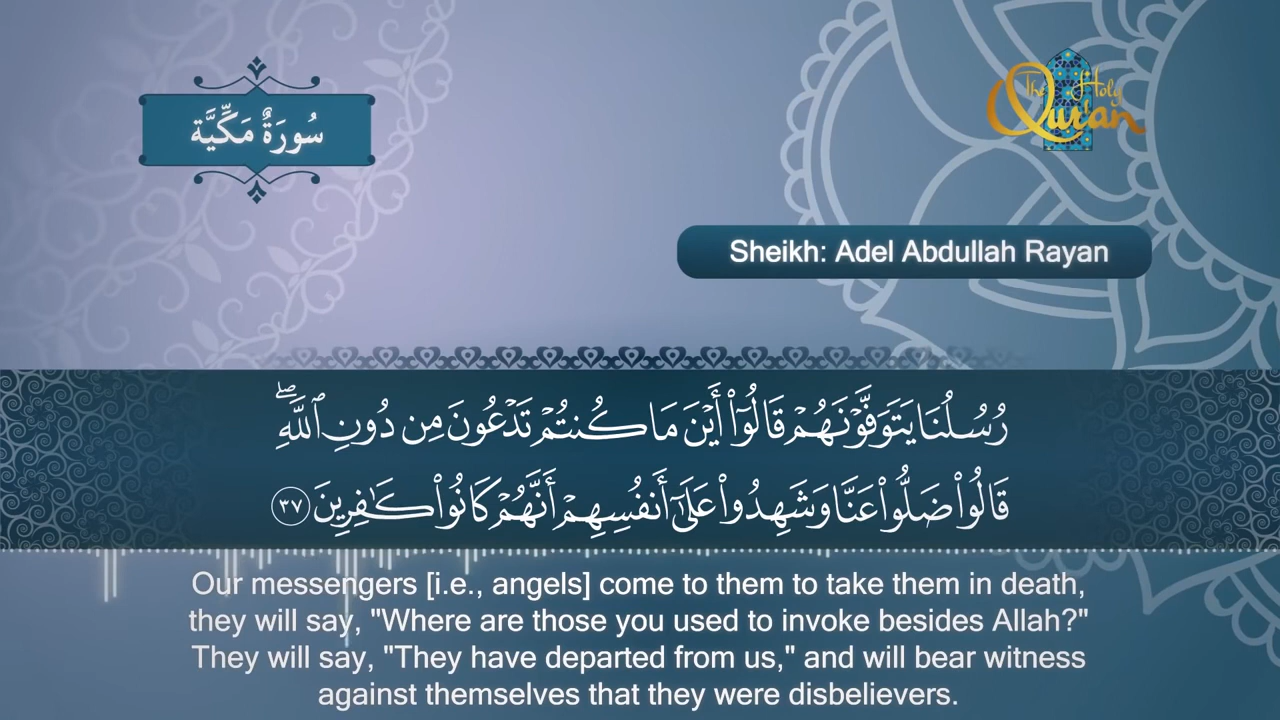 سُورَةٌ مَكِّيَّة
The Holy
Qur'an
Sheikh: Adel Abdullah Rayan
رُسُلُنَا يَتَوَفَّوْنَهُمْ قَالُوٓا۟ أَيْنَ مَا كُنتُمْ تَدْعُونَ مِن دُونِ ٱللَّهِ ۖ
قَالُوا۟ ضَلُّوا۟ عَنَّا وَشَهِدُوا۟ عَلَىٰٓ أَنفُسِهِمْ أَنَّهُمْ كَانُوا۟ كَـٰفِرِينَ ٣٧
Our messengers [i.e., angels] come to them to take them in death,
they will say, "Where are those you used to invoke besides Allah?"
They will say, "They have departed from us," and will bear witness
against themselves that they were disbelievers.